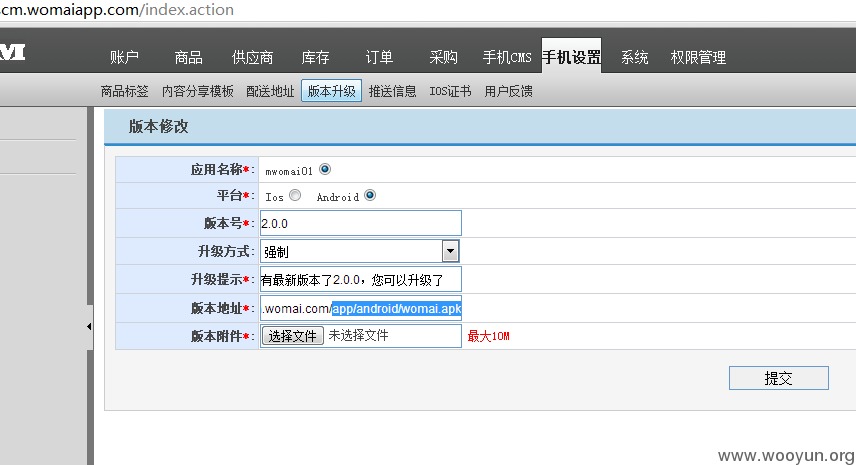 scm.womaiapp.com/index.action
M 账户 商品 供应商 库存 订单 采购 手机CMS 手机设置 系统 权限管理
商品标签 内容分享模板 配送地址 版本升级 推送信息 IOS证书 用户反馈
版本修改
应用名称*: mwomai01
平台*: Ios Android
版本号*: 2.0.0
升级方式: 强制
升级提示*: 有最新版本了2.0.0，您可以升级了
版本地址*: .womai.com/app/android/womai.apk
版本附件*: 选择文件 未选择文件 最大10M
提交
www.wooyun.org